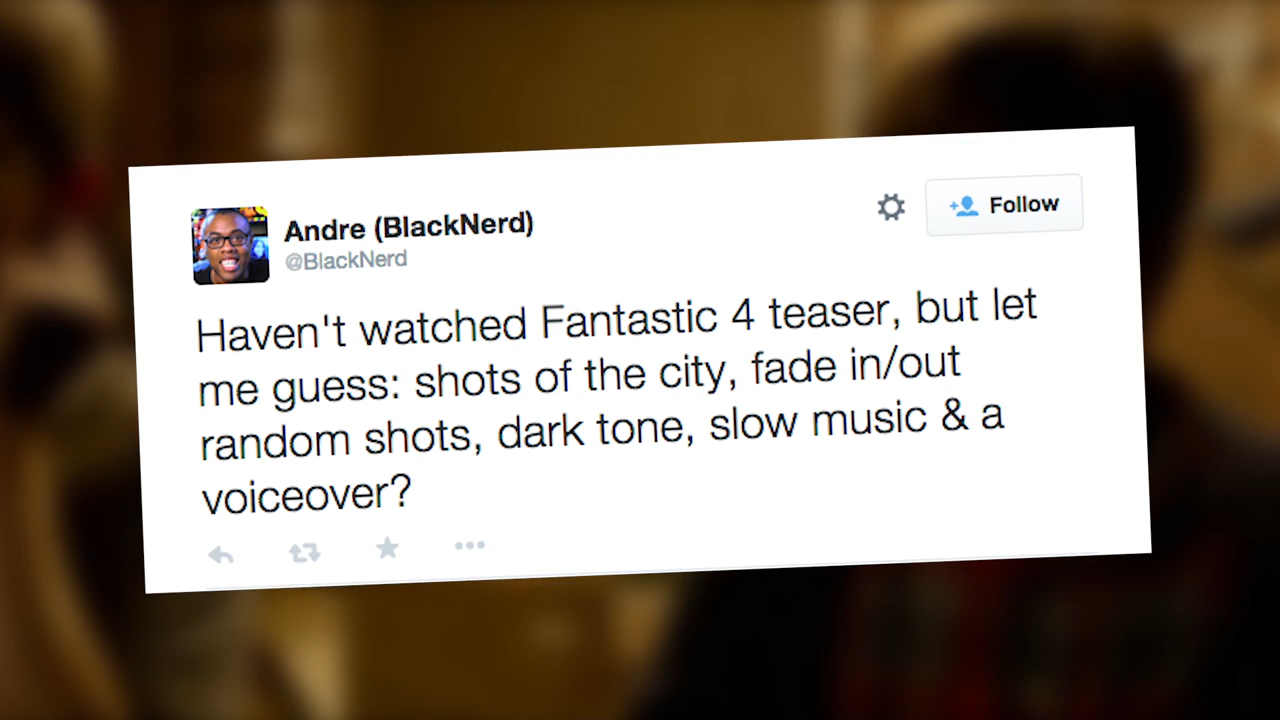 Andre (BlackNerd)
@BlackNerd
Follow
Haven't watched Fantastic 4 teaser, but let
me guess: shots of the city, fade in/out
random shots, dark tone, slow music & a
voiceover?